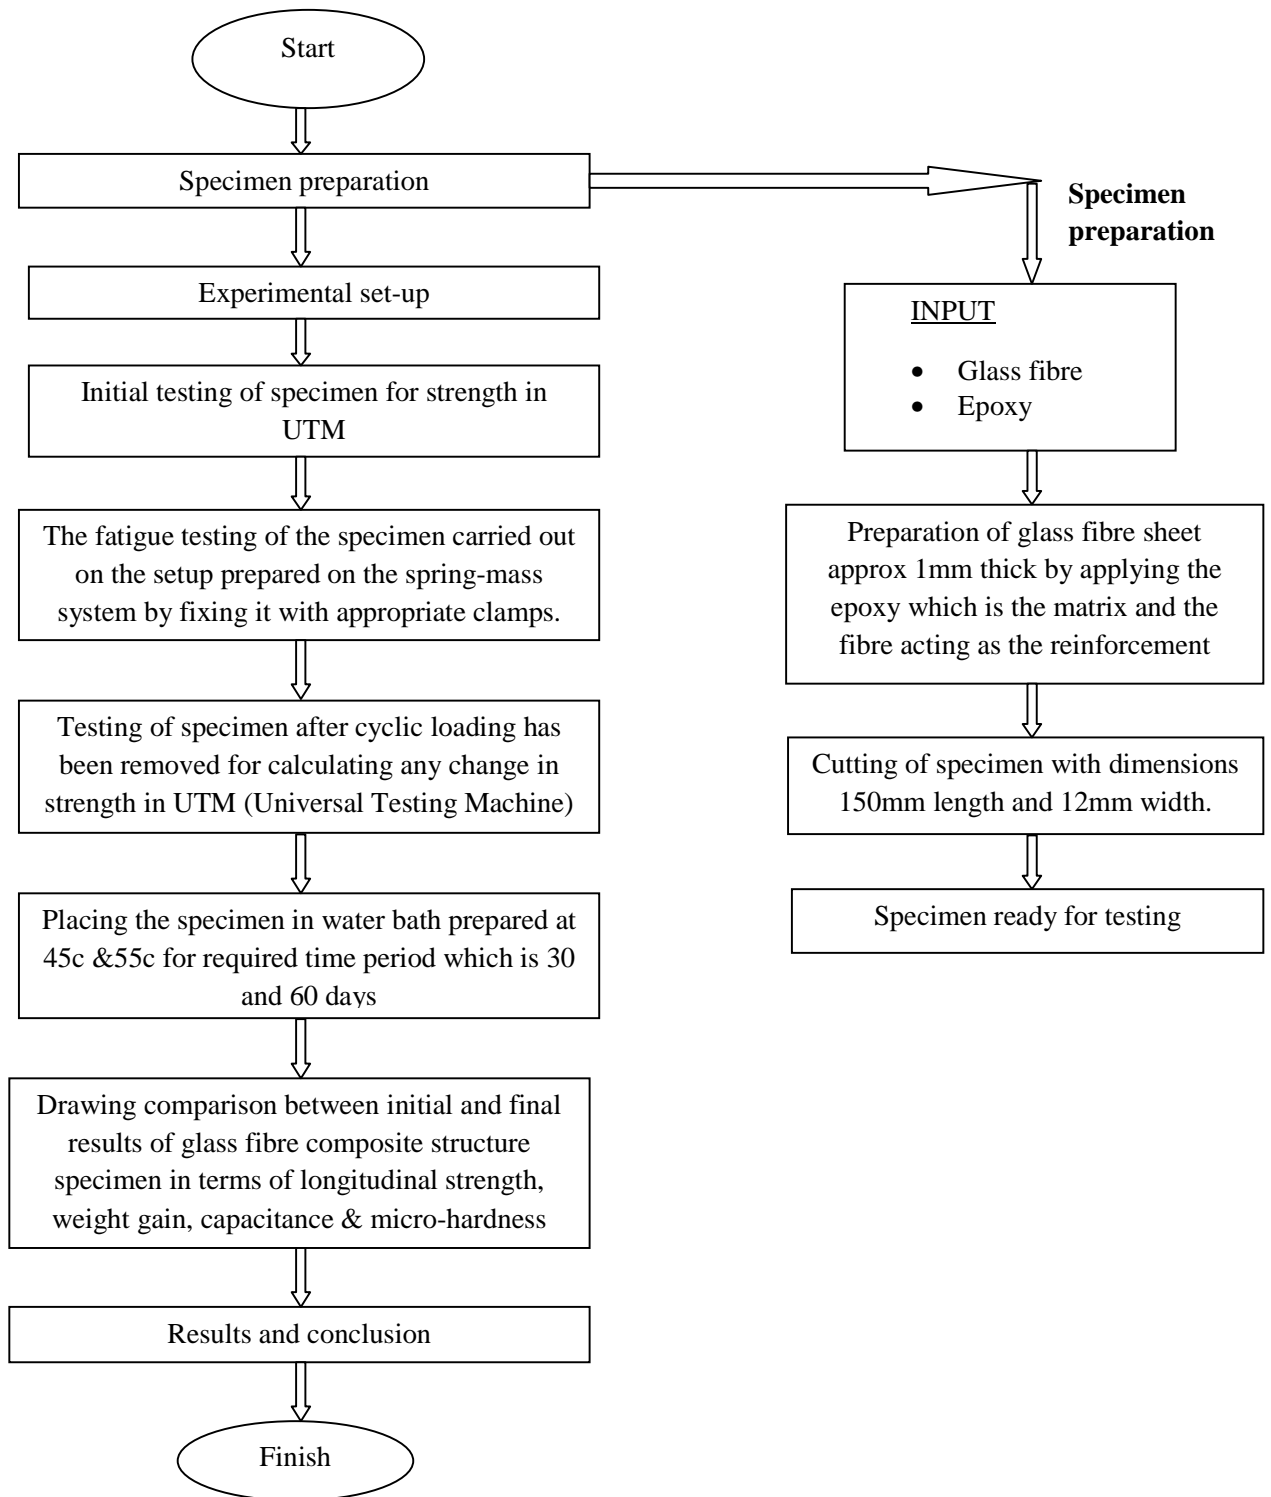 Start
Specimen preparation
Experimental set-up
Initial testing of specimen for strength in
UTM
The fatigue testing of the specimen carried out
on the setup prepared on the spring-mass
system by fixing it with appropriate clamps.
Testing of specimen after cyclic loading has
been removed for calculating any change in
strength in UTM (Universal Testing Machine)
Placing the specimen in water bath prepared at
45c &55c for required time period which is 30
and 60 days
Drawing comparison between initial and final
results of glass fibre composite structure
specimen in terms of longitudinal strength,
weight gain, capacitance & micro-hardness
Results and conclusion
Finish
Specimen
preparation
INPUT
• Glass fibre
• Epoxy
Preparation of glass fibre sheet
approx 1mm thick by applying the
epoxy which is the matrix and the
fibre acting as the reinforcement
Cutting of specimen with dimensions
150mm length and 12mm width.
Specimen ready for testing